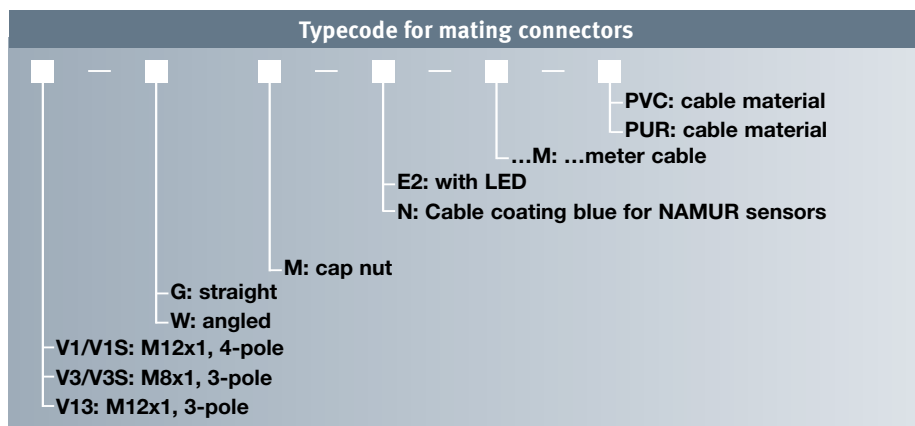 Typecode for mating connectors
— — — —
PVC: cable material
PUR: cable material
...M: ...meter cable
E2: with LED
N: Cable coating blue for NAMUR sensors
M: cap nut
G: straight
W: angled
V1/V1S: M12x1, 4-pole
V3/V3S: M8x1, 3-pole
V13: M12x1, 3-pole